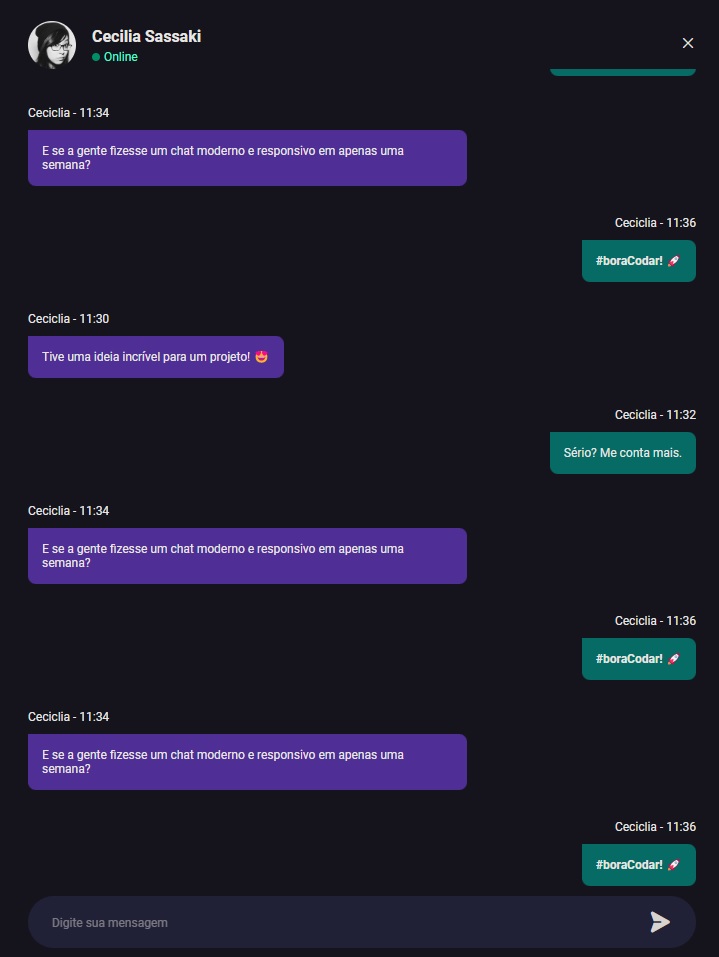 Cecilia Sassaki
Online
Ceciclia - 11:34
E se a gente fizesse um chat moderno e responsivo em apenas uma
semana?
Ceciclia - 11:36
#boraCodar! 🚀
Ceciclia - 11:30
Tive uma ideia incrível para um projeto! 🤩
Ceciclia - 11:32
Sério? Me conta mais.
Ceciclia - 11:34
E se a gente fizesse um chat moderno e responsivo em apenas uma
semana?
Ceciclia - 11:36
#boraCodar! 🚀
Ceciclia - 11:34
E se a gente fizesse um chat moderno e responsivo em apenas uma
semana?
Ceciclia - 11:36
#boraCodar! 🚀
Digite sua mensagem